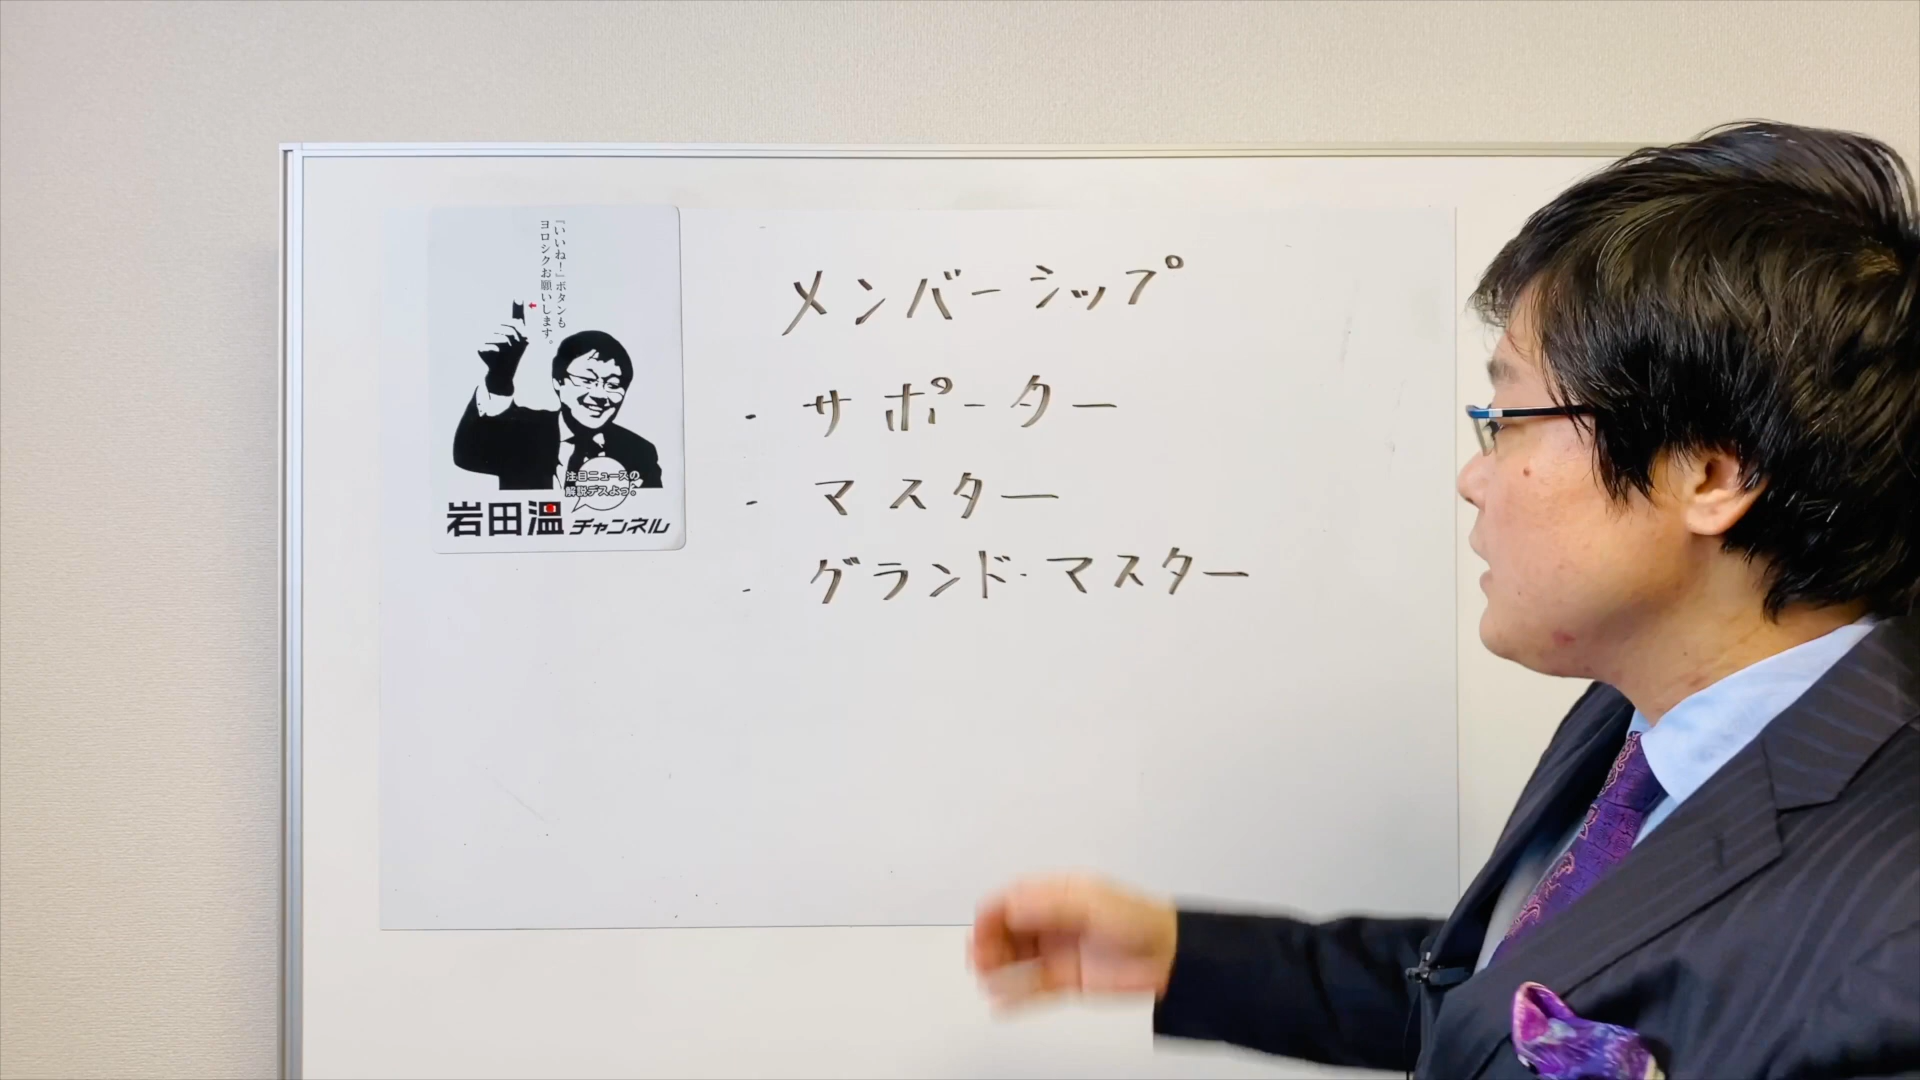 『いいね！』ボタンも
ヨロシクお願いします。
注目ニュースの
解説デスよっ。
岩田温チャンネル
メンバーシップ
- サポーター
- マスター
- グランド・マスター